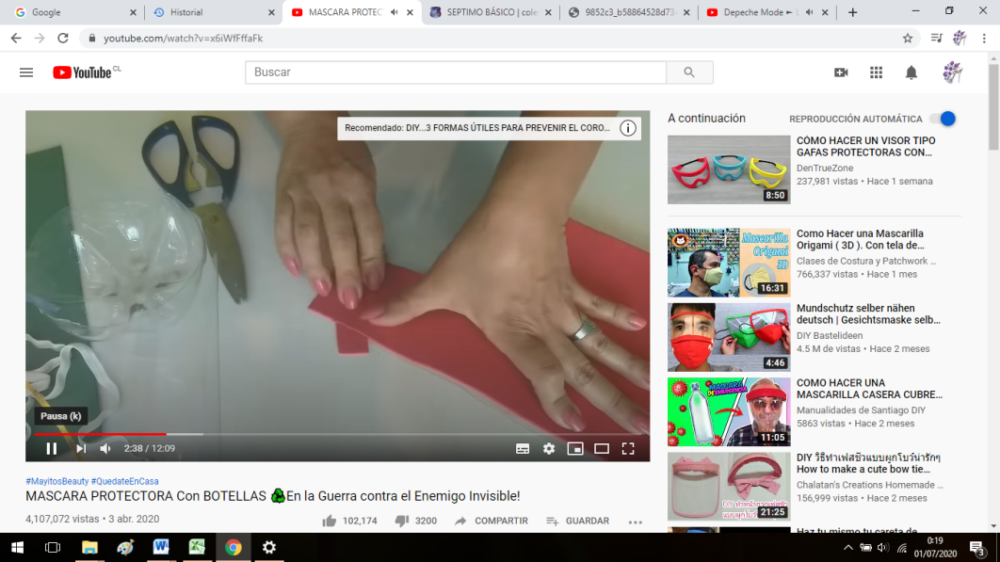 Google
Historial
MASCARA PROTEC
SEPTIMO BÁSICO | cole
9852c3_b58864528d73
Depeche Mode ►
youtube.com/watch?v=x6iWfFffaFk
YouTube CL
Buscar
Recomendado: DIY...3 FORMAS ÚTILES PARA PREVENIR EL CORO...
Pausa (k)
2:38 / 12:09
#MayitosBeauty #QuedateEnCasa
MASCARA PROTECTORA Con BOTELLAS ♻En la Guerra contra el Enemigo Invisible!
4,107,072 vistas • 3 abr. 2020
102,174
3200
COMPARTIR
GUARDAR
A continuación
REPRODUCCIÓN AUTOMÁTICA
CÓMO HACER UN VISOR TIPO
GAFAS PROTECTORAS CON...
DenTrueZone
237,981 vistas • Hace 1 semana
8:50
Como Hacer una Mascarilla
Origami ( 3D ). Con tela de...
Clases de Costura y Patchwork ...
766,337 vistas • Hace 1 mes
Mascarilla
Origami
3D
16:31
Mundschutz selber nähen
deutsch | Gesichtsmaske selb...
DIY Bastelideen
4.5 M de vistas • Hace 2 meses
4:46
COMO HACER UNA
MASCARILLA CASERA CUBRE...
Manualidades de Santiago DIY
5863 vistas • Hace 2 meses
MASCARA
DE EMERGENCIA
11:05
DIY วิธีทำเฟสชิวแบบผูกโบว์น่ารักๆ
How to make a cute bow tie...
Chalatan's Creations Homemade ...
156,999 vistas • Hace 2 meses
21:25
Haz tu mismo tu careta de
0:19
01/07/2020
3